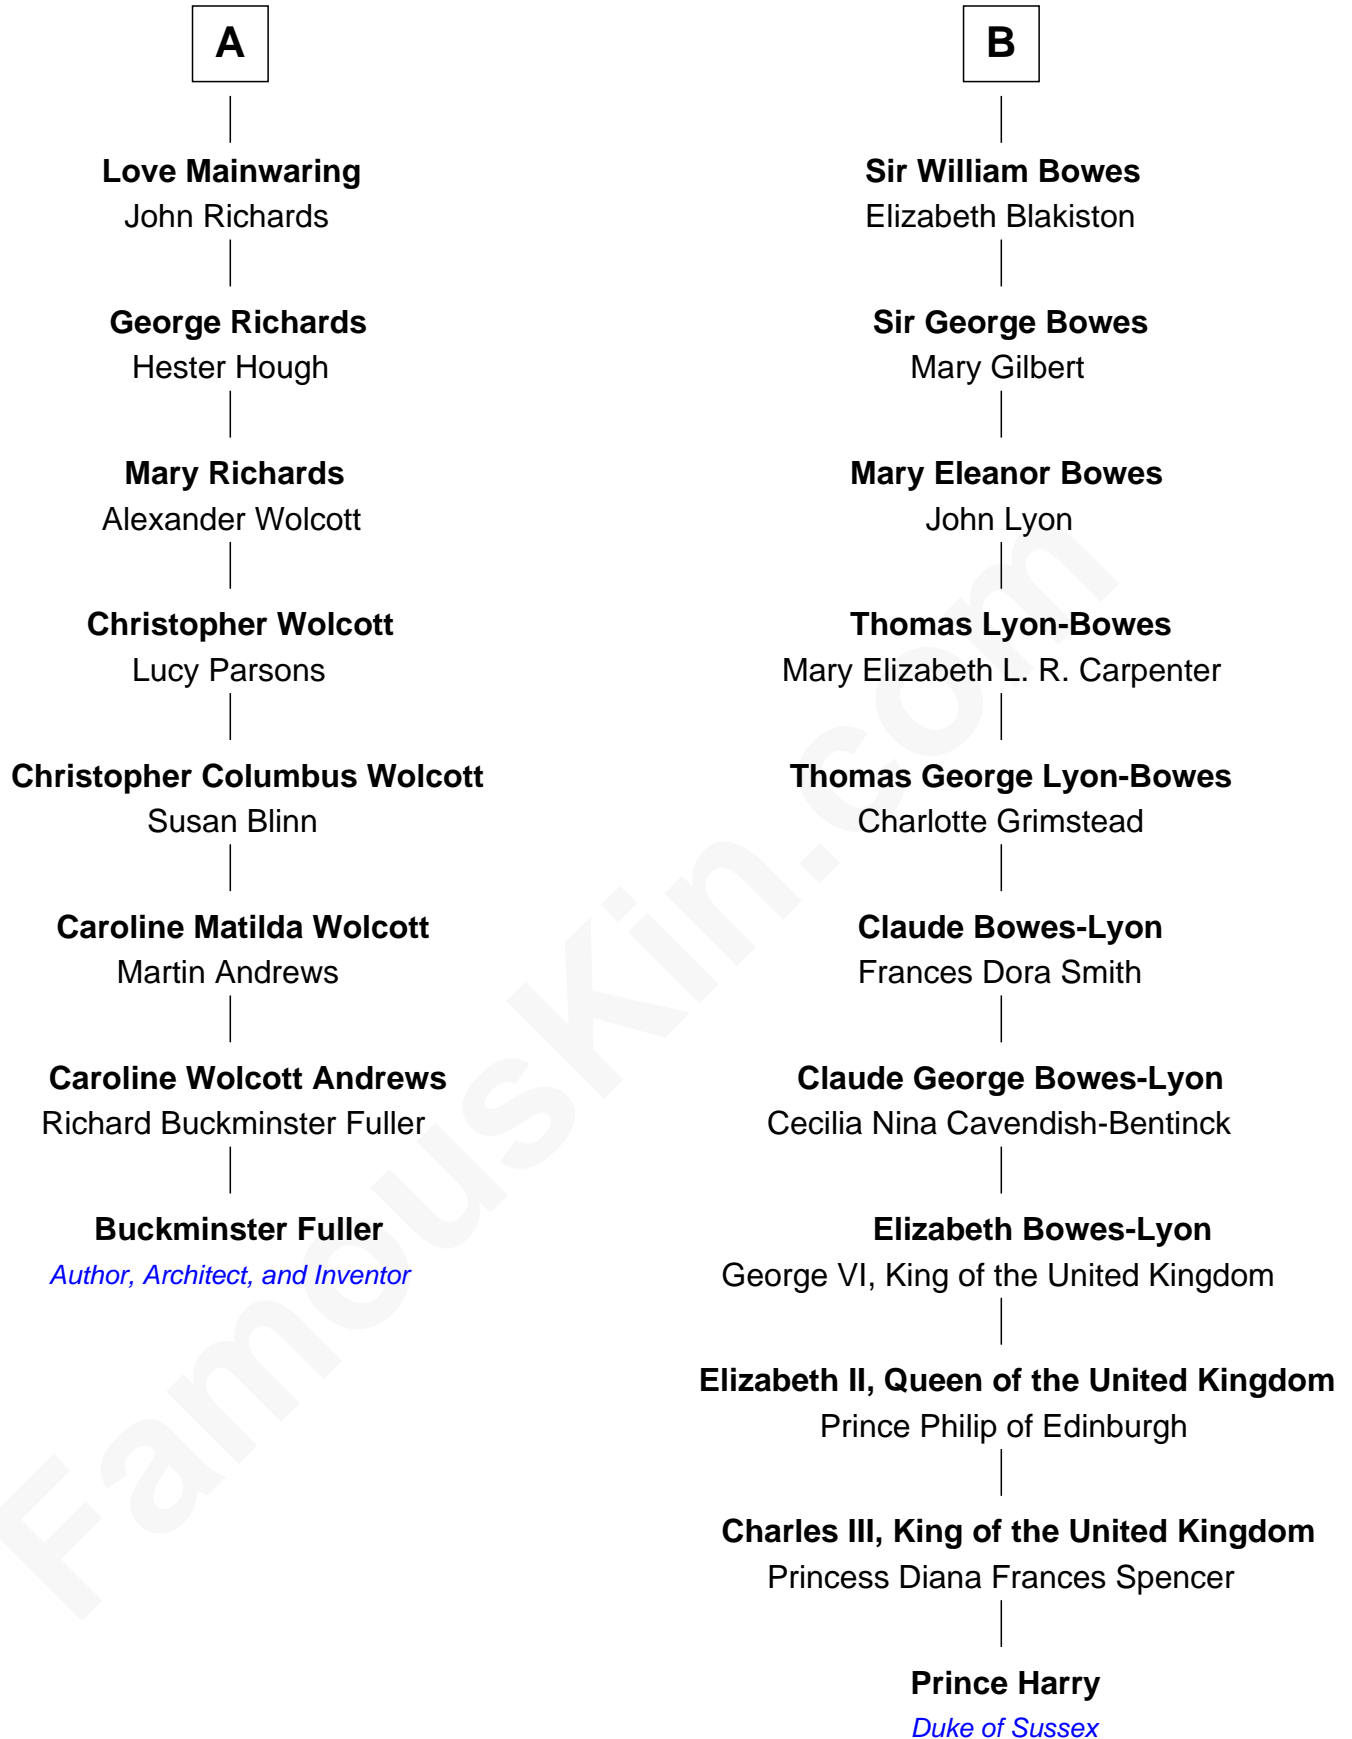 A
Love Mainwaring
John Richards
George Richards
Hester Hough
Mary Richards
Alexander Wolcott
Christopher Wolcott
Lucy Parsons
Christopher Columbus Wolcott
Susan Blinn
Caroline Matilda Wolcott
Martin Andrews
Caroline Wolcott Andrews
Richard Buckminster Fuller
Buckminster Fuller
Author, Architect, and Inventor
B
Sir William Bowes
Elizabeth Blakiston
Sir George Bowes
Mary Gilbert
Mary Eleanor Bowes
John Lyon
Thomas Lyon-Bowes
Mary Elizabeth L. R. Carpenter
Thomas George Lyon-Bowes
Charlotte Grimstead
Claude Bowes-Lyon
Frances Dora Smith
Claude George Bowes-Lyon
Cecilia Nina Cavendish-Bentinck
Elizabeth Bowes-Lyon
George VI, King of the United Kingdom
Elizabeth II, Queen of the United Kingdom
Prince Philip of Edinburgh
Charles III, King of the United Kingdom
Princess Diana Frances Spencer
Prince Harry
Duke of Sussex
FamousKin.com